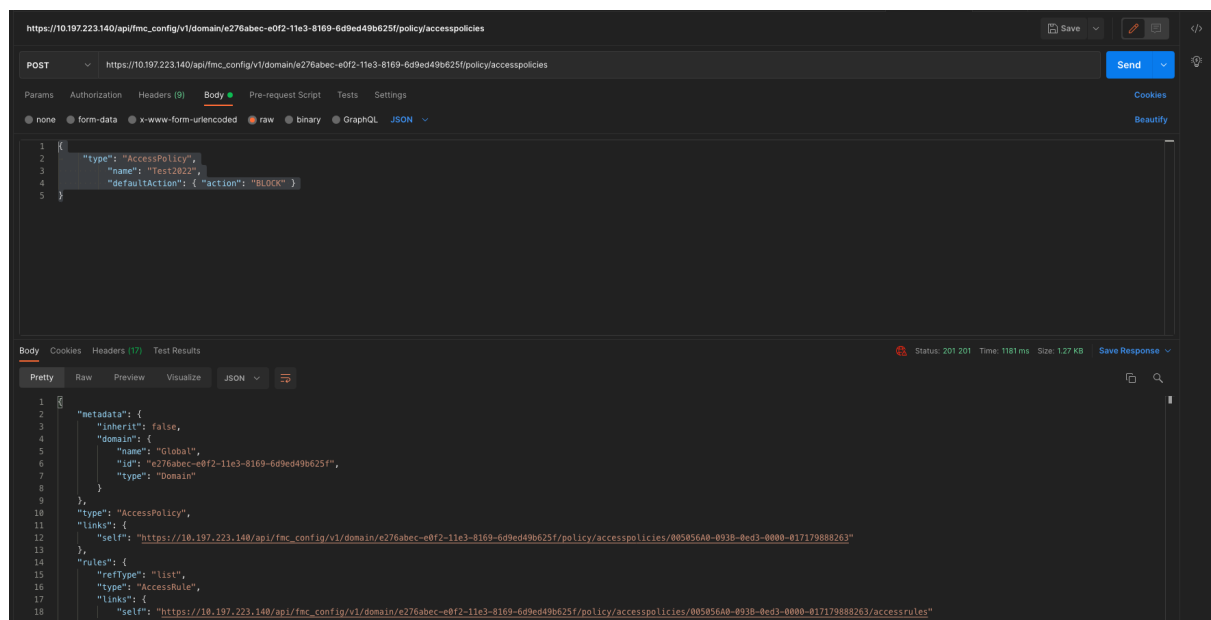 https://10.197.223.140/api/fmc_config/v1/domain/e276abec-e0f2-11e3-8169-6d9ed49b625f/policy/accesspolicies
Save
</>
POST https://10.197.223.140/api/fmc_config/v1/domain/e276abec-e0f2-11e3-8169-6d9ed49b625f/policy/accesspolicies Send
Params Authorization Headers (9) Body Pre-request Script Tests Settings Cookies
none form-data x-www-form-urlencoded raw binary GraphQL JSON Beautify
1 {
2 "type": "AccessPolicy",
3 "name": "Test2022",
4 "defaultAction": { "action": "BLOCK" }
5 }
Body Cookies Headers (17) Test Results Status: 201 201 Time: 1181 ms Size: 1.27 KB Save Response
Pretty Raw Preview Visualize JSON
1 {
2 "metadata": {
3 "inherit": false,
4 "domain": {
5 "name": "Global",
6 "id": "e276abec-e0f2-11e3-8169-6d9ed49b625f",
7 "type": "Domain"
8 }
9 },
10 "type": "AccessPolicy",
11 "links": {
12 "self": "https://10.197.223.140/api/fmc_config/v1/domain/e276abec-e0f2-11e3-8169-6d9ed49b625f/policy/accesspolicies/005056A0-093B-0ed3-0000-017179888263"
13 },
14 "rules": {
15 "refType": "list",
16 "type": "AccessRule",
17 "links": {
18 "self": "https://10.197.223.140/api/fmc_config/v1/domain/e276abec-e0f2-11e3-8169-6d9ed49b625f/policy/accesspolicies/005056A0-093B-0ed3-0000-017179888263/accessrules"